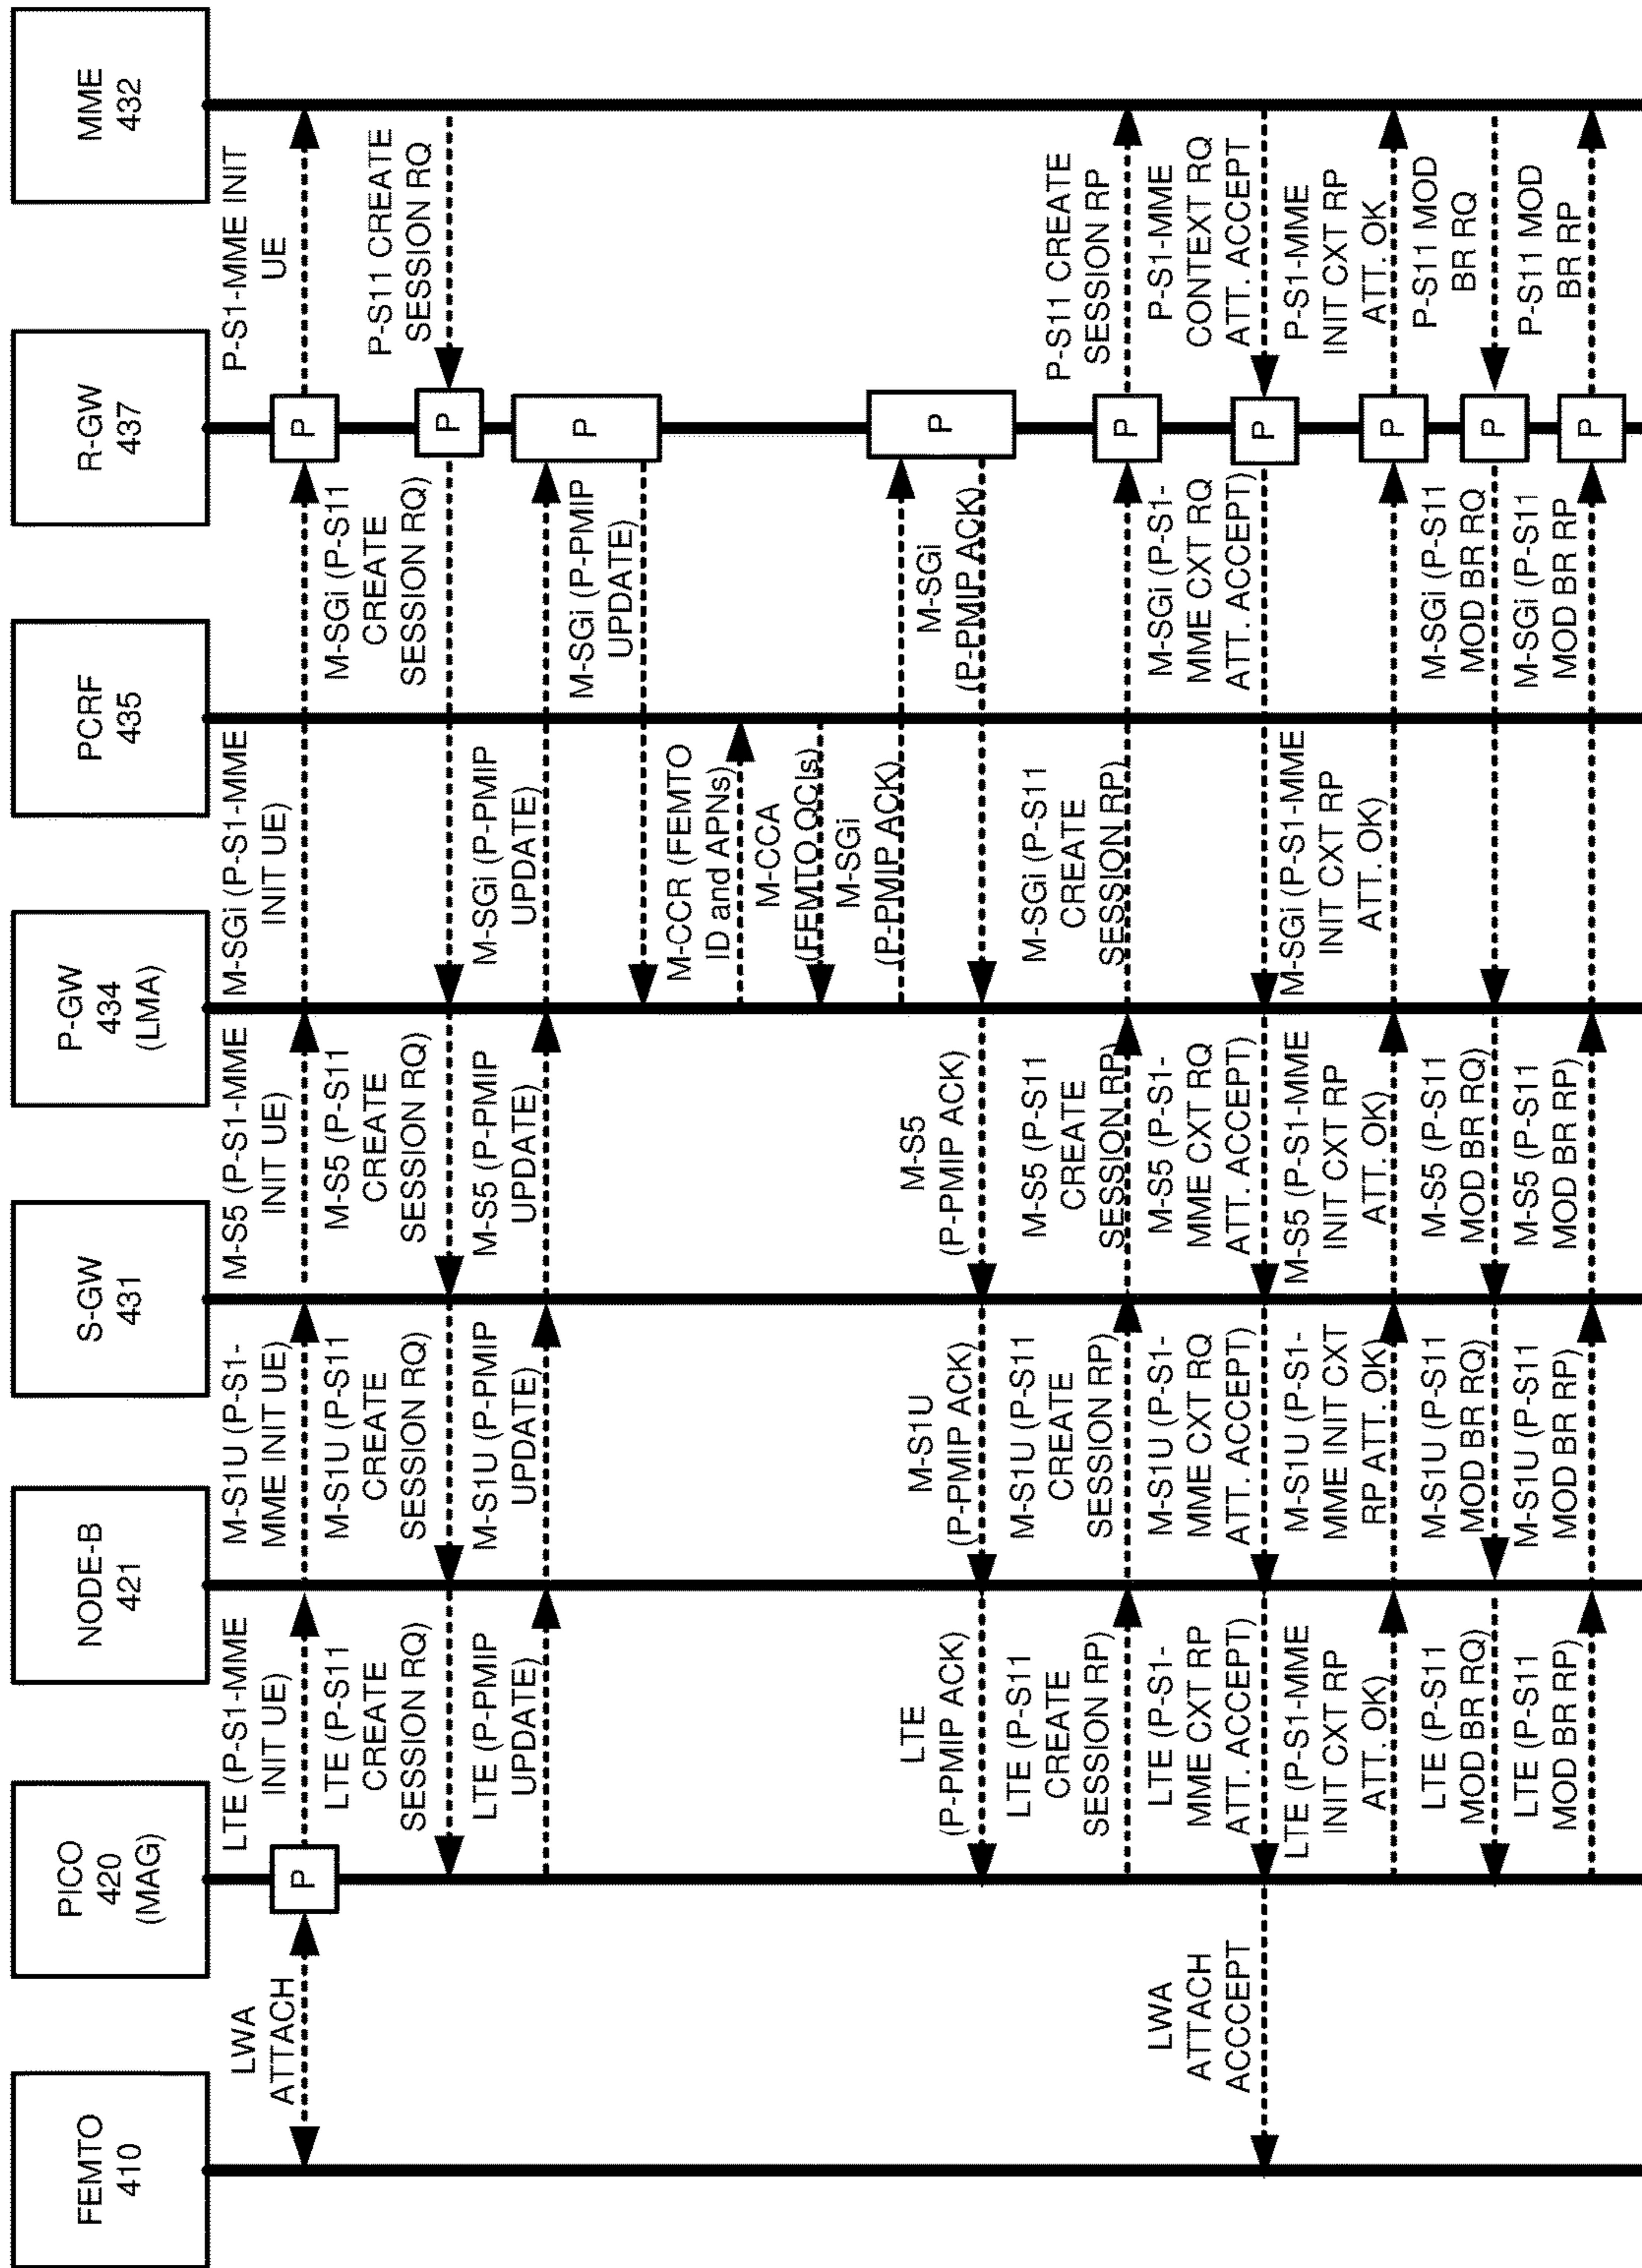 FEMTO
410
PICO
420
(MAG)
NODE-B
421
S-GW
431
P-GW
434
(LMA)
PCRF
435
R-GW
437
MME
432
LWA
ATTACH
P
LTE (P-S1-MME
INIT UE)
M-S1U (P-S1-
MME INIT UE)
M-S5 (P-S1-MME
INIT UE)
M-SGi (P-S1-MME
INIT UE)
P
P-S1-MME INIT
UE
LTE (P-S11
CREATE
SESSION RQ)
M-S1U (P-S11
CREATE
SESSION RQ)
M-S5 (P-S11
CREATE
SESSION RQ)
M-SGi (P-S11
CREATE
SESSION RQ)
P
P-S11 CREATE
SESSION RQ
LTE (P-PMIP
UPDATE)
M-S1U (P-PMIP
UPDATE)
M-S5 (P-PMIP
UPDATE)
M-SGi (P-PMIP
UPDATE)
P
M-SGi (P-PMIP
UPDATE)
M-CCR (FEMTO
ID and APNs)
M-CCA
(FEMTO QCIs)
M-SGi
(P-PMIP ACK)
P
LTE
(P-PMIP ACK)
M-S1U
(P-PMIP ACK)
M-S5
(P-PMIP ACK)
M-SGi
(P-PMIP ACK)
LTE (P-S11
CREATE
SESSION RP)
M-S1U (P-S11
CREATE
SESSION RP)
M-S5 (P-S11
CREATE
SESSION RP)
M-SGi (P-S11
CREATE
SESSION RP)
P
P-S11 CREATE
SESSION RP
LWA
ATTACH
ACCCEPT
LTE (P-S1-
MME CXT RP
ATT. ACCEPT)
M-S1U (P-S1-
MME CXT RQ
ATT. ACCEPT)
M-S5 (P-S1-
MME CXT RQ
ATT. ACCEPT)
M-SGi (P-S1-
MME CXT RQ
ATT. ACCEPT)
P
P-S1-MME
CONTEXT RQ
ATT. ACCEPT
LTE (P-S1-MME
INIT CXT RP
ATT. OK)
M-S1U (P-S1-
MME INIT CXT
RP ATT. OK)
M-S5 (P-S1-MME
INIT CXT RP
ATT. OK)
M-SGi (P-S1-MME
INIT CXT RP
ATT. OK)
P
P-S1-MME
INIT CXT RP
ATT. OK
LTE (P-S11
MOD BR RQ)
M-S1U (P-S11
MOD BR RQ)
M-S5 (P-S11
MOD BR RQ)
M-SGi (P-S11
MOD BR RQ
P
P-S11 MOD
BR RQ
LTE (P-S11
MOD BR RP)
M-S1U (P-S11
MOD BR RP)
M-S5 (P-S11
MOD BR RP)
M-SGi (P-S11
MOD BR RP
P
P-S11 MOD
BR RP